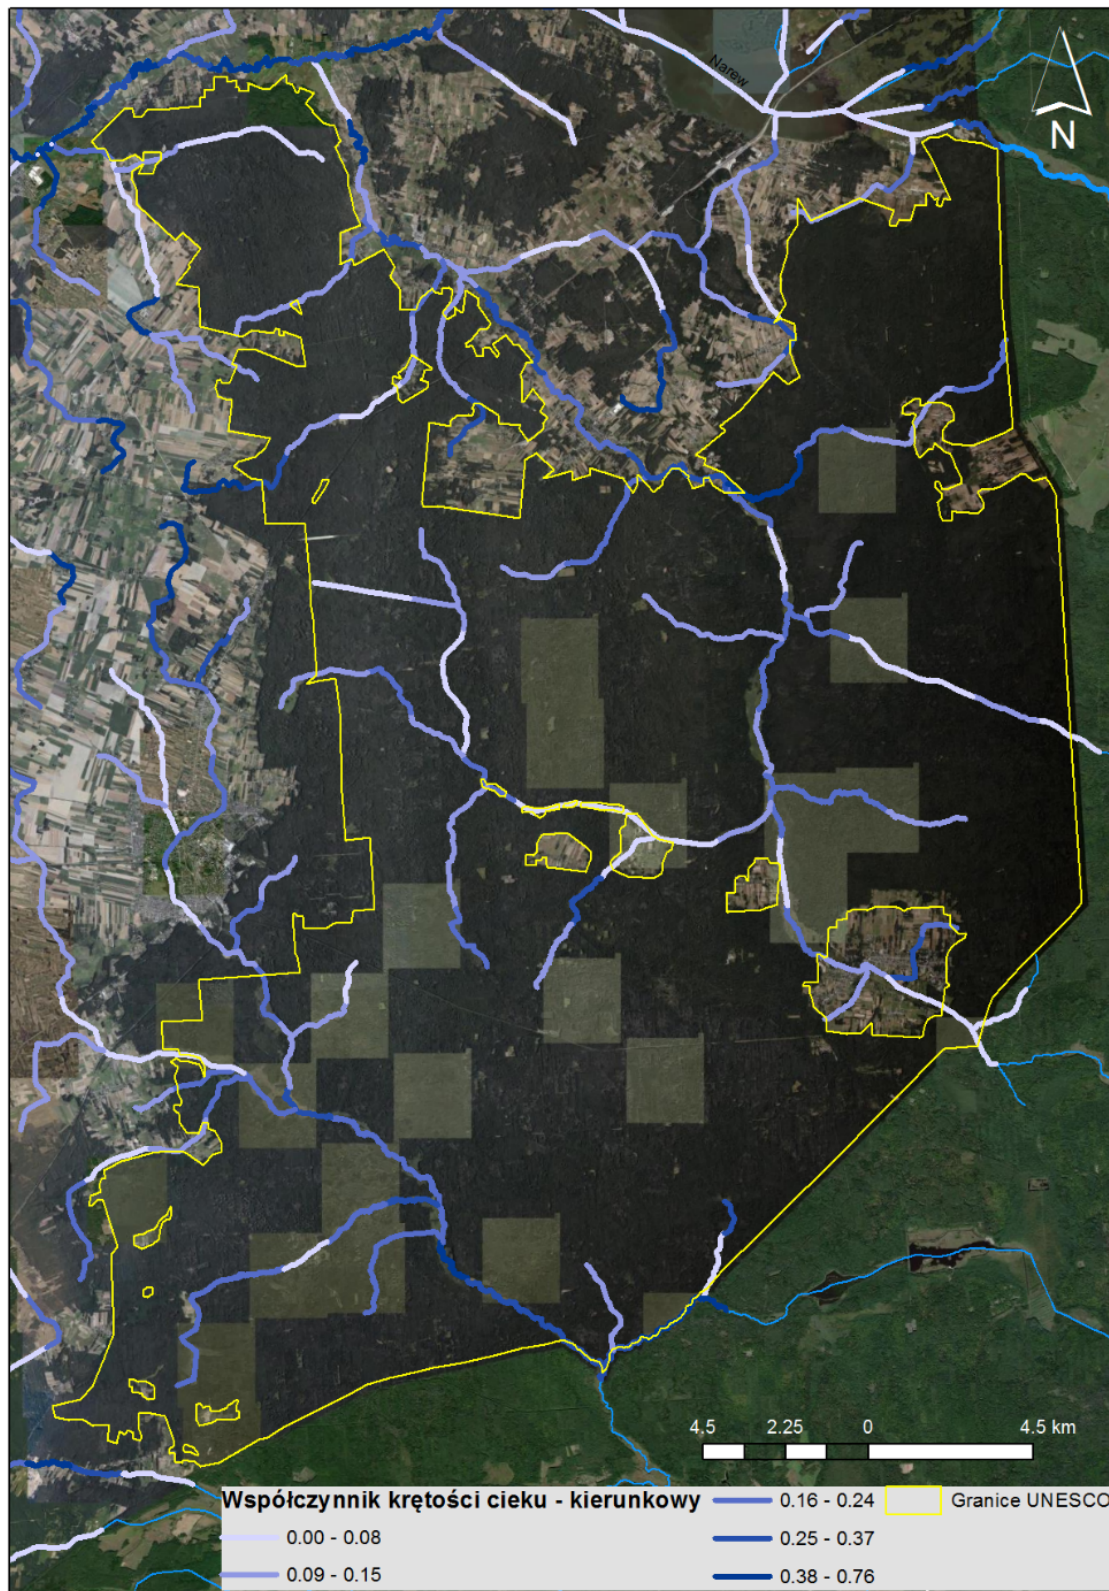 Narew
N
4.5 2.25 0 4.5 km
Współczynnik krętości cieku - kierunkowy
0.00 - 0.08
0.09 - 0.15
0.16 - 0.24
0.25 - 0.37
0.38 - 0.76
Granice UNESCO